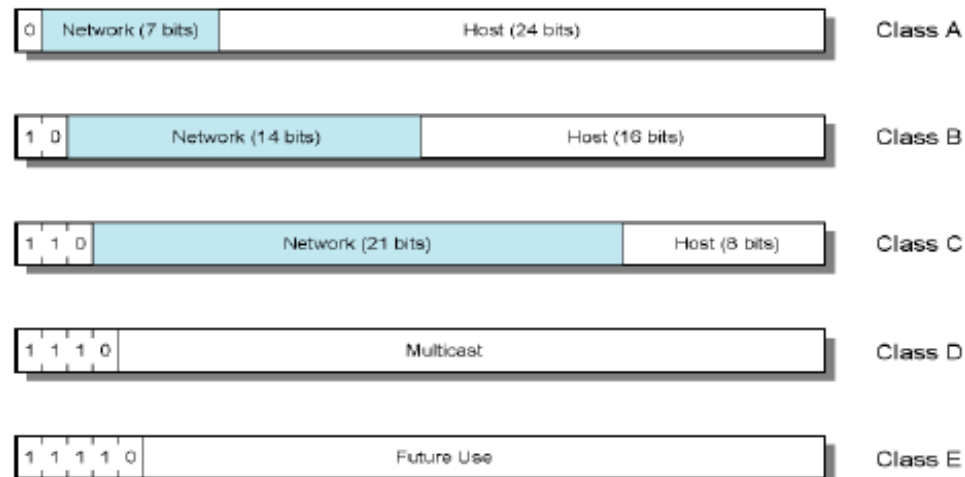 0 Network (7 bits) Host (24 bits) Class A
1 0 Network (14 bits) Host (16 bits) Class B
1 1 0 Network (21 bits) Host (8 bits) Class C
1 1 1 0 Multicast Class D
1 1 1 1 0 Future Use Class E